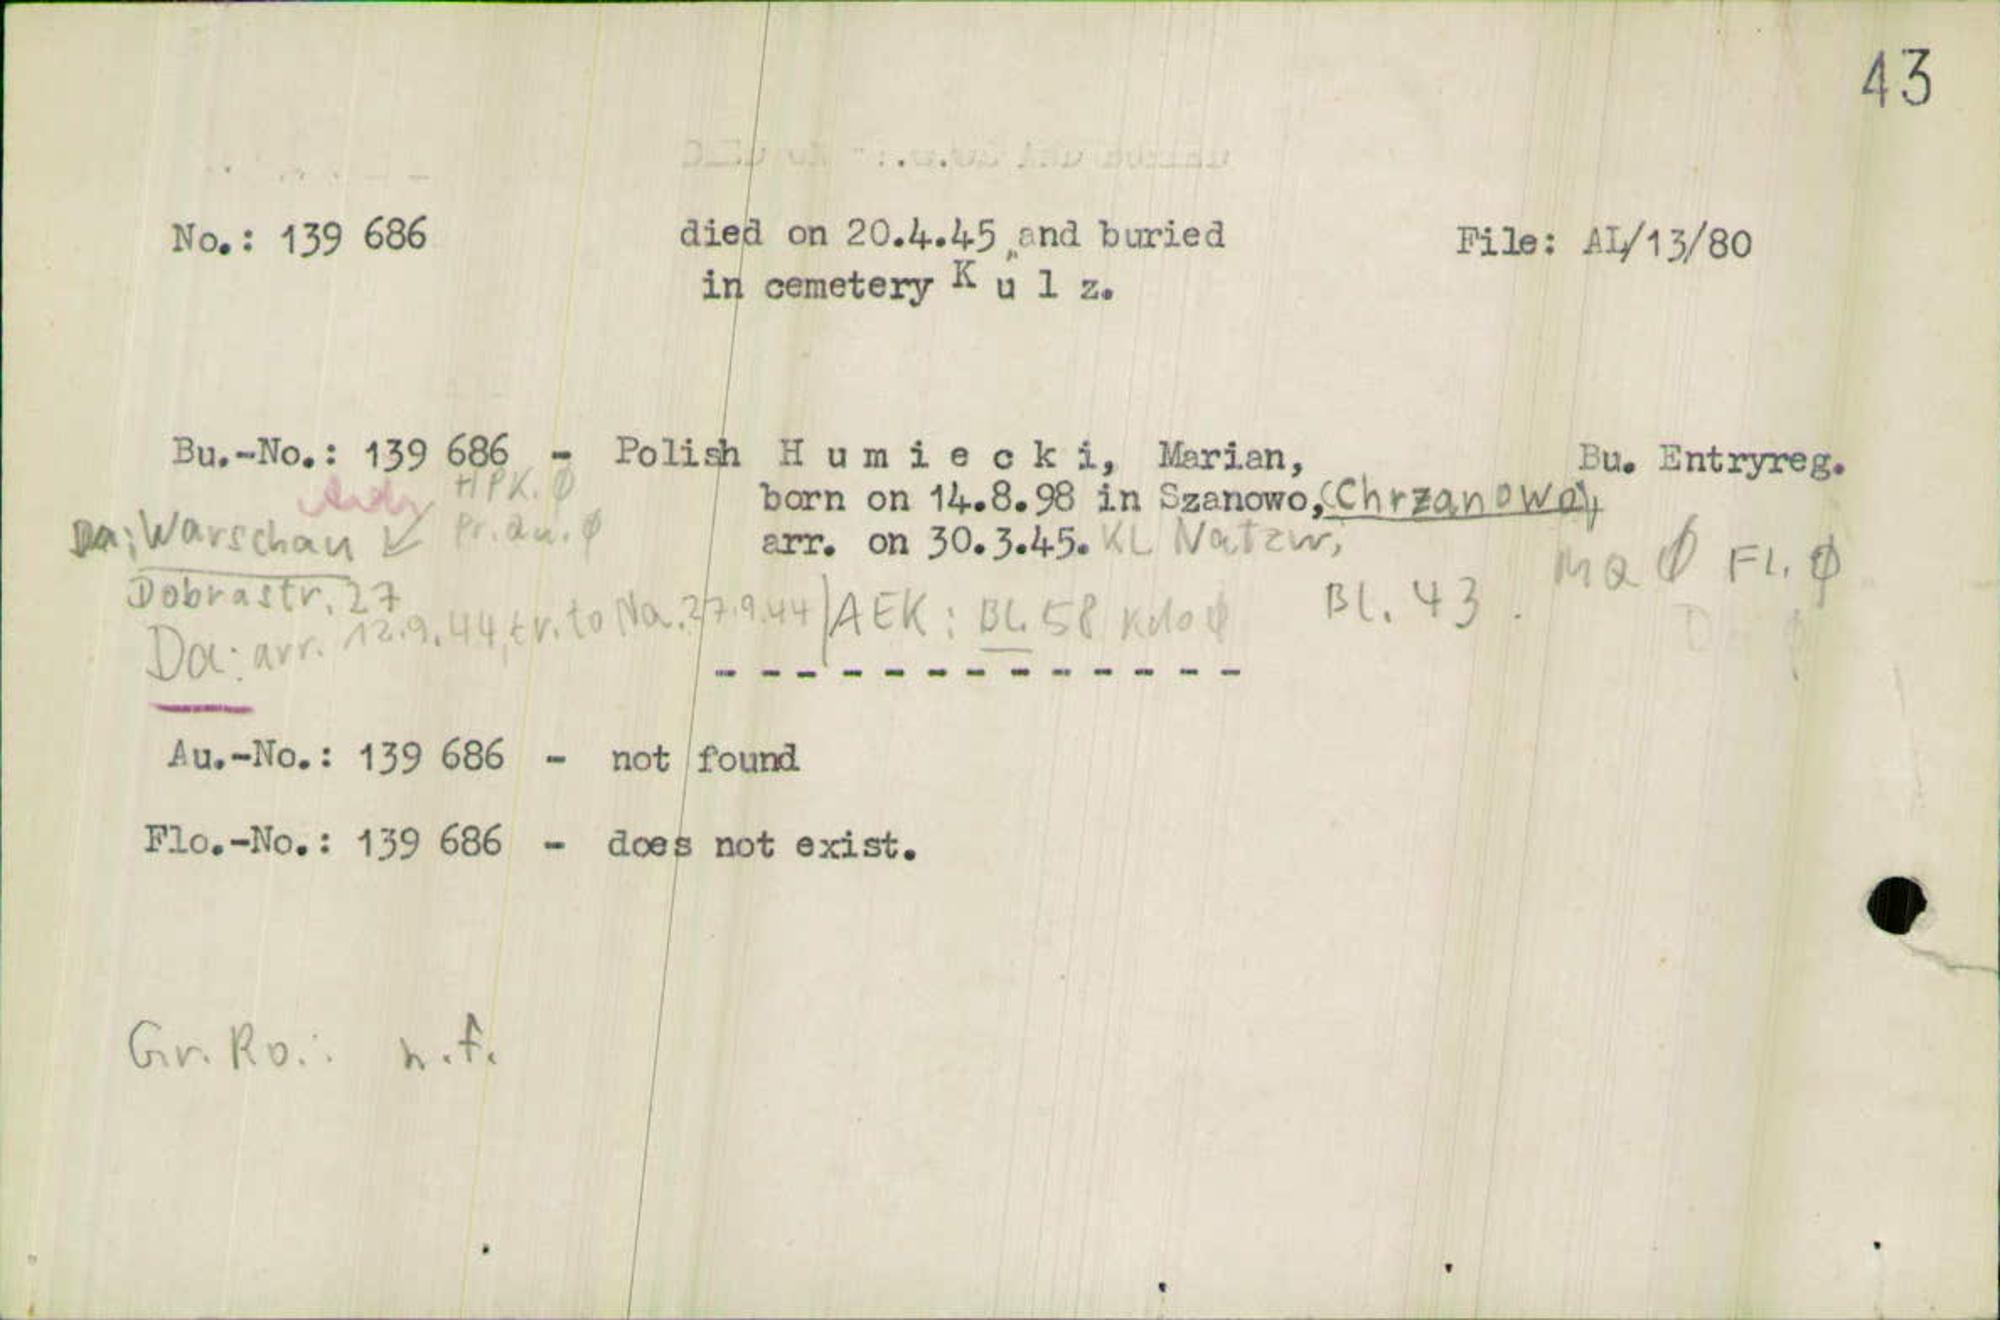 43
No.: 139 686 died on 20.4.45 and buried File: AL/13/80
in cemetery K u l z.
Bu.-No.: 139 686 - Polish H u m i e c k i, Marian, Bu. Entryreg.
HPK. Ø
born on 14.8.98 in Szanowo, (Chrzanowo),
Da: Warschau Pr. au. Ø arr. on 30.3.45. KL Natzw,
Ma Ø Fl. Ø
Dobrastr. 27
Da: arr. 12.9.44, tr. to Na. 27.9.44 AEK: Bl. 58 Kdo Ø Bl. 43.
- - - - - - - - - - - - -
Au.-No.: 139 686 - not found
Flo.-No.: 139 686 - does not exist.
Gr. Ro.: n.f.